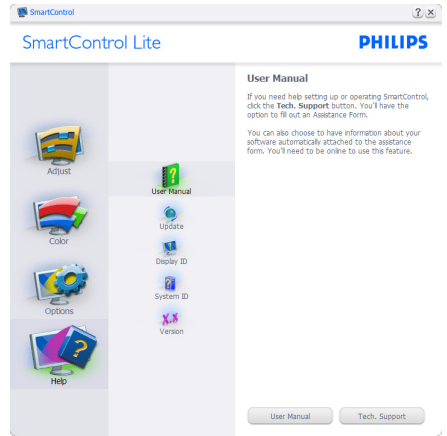 SmartControl
SmartControl Lite
PHILIPS
Adjust
Color
Options
Help
User Manual
Update
Display ID
System ID
X.X
Version
User Manual
If you need help setting up or operating SmartControl,
click the Tech. Support button. You'll have the
option to fill out an Assistance Form.
You can also choose to have information about your
software automatically attached to the assistance
form. You'll need to be online to use this feature.
User Manual
Tech. Support